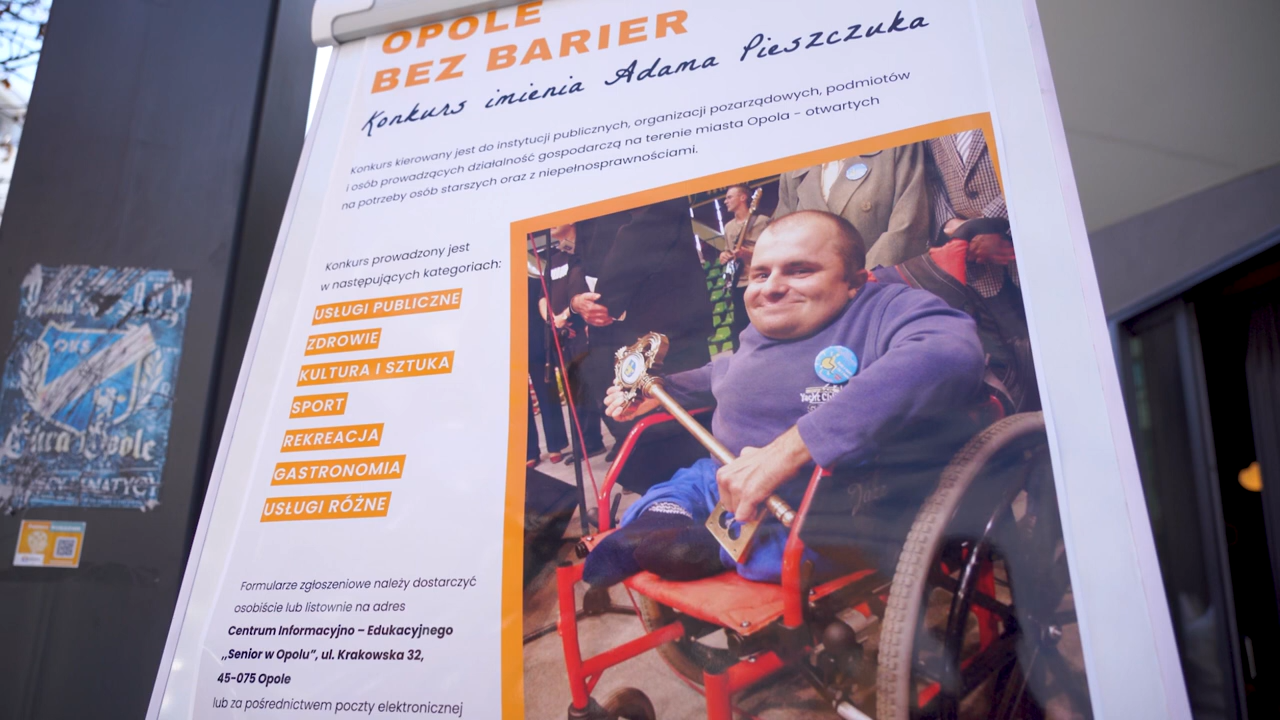 OPOLE
BEZ BARIER
Konkurs imienia Adama Pieszczuka
Konkurs kierowany jest do instytucji publicznych, organizacji pozarządowych, podmiotów
i osób prowadzących działalność gospodarczą na terenie miasta Opola - otwartych
na potrzeby osób starszych oraz z niepełnosprawnościami.
Konkurs prowadzony jest
w następujących kategoriach:
USŁUGI PUBLICZNE
ZDROWIE
KULTURA I SZTUKA
SPORT
REKREACJA
GASTRONOMIA
USŁUGI RÓŻNE
Formularze zgłoszeniowe należy dostarczyć
osobiście lub listownie na adres
Centrum Informacyjno – Edukacyjnego
,,Senior w Opolu”, ul. Krakowska 32,
45-075 Opole
lub za pośrednictwem poczty elektronicznej
Yacht
Opole